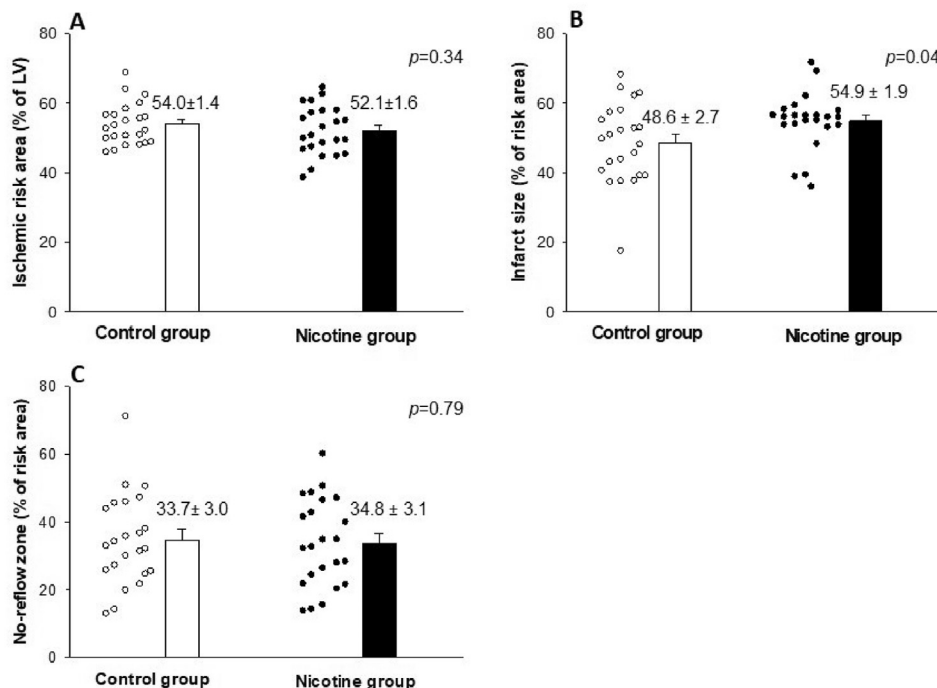 A
Ischemic risk area (% of LV)
80
60
40
20
0
p=0.34
54.0±1.4
52.1±1.6
Control group
Nicotine group
B
Infarct size (% of risk area)
80
60
40
20
0
p=0.04
48.6 ± 2.7
54.9 ± 1.9
Control group
Nicotine group
C
No-reflow zone (% of risk area)
80
60
40
20
0
p=0.79
33.7± 3.0
34.8 ± 3.1
Control group
Nicotine group